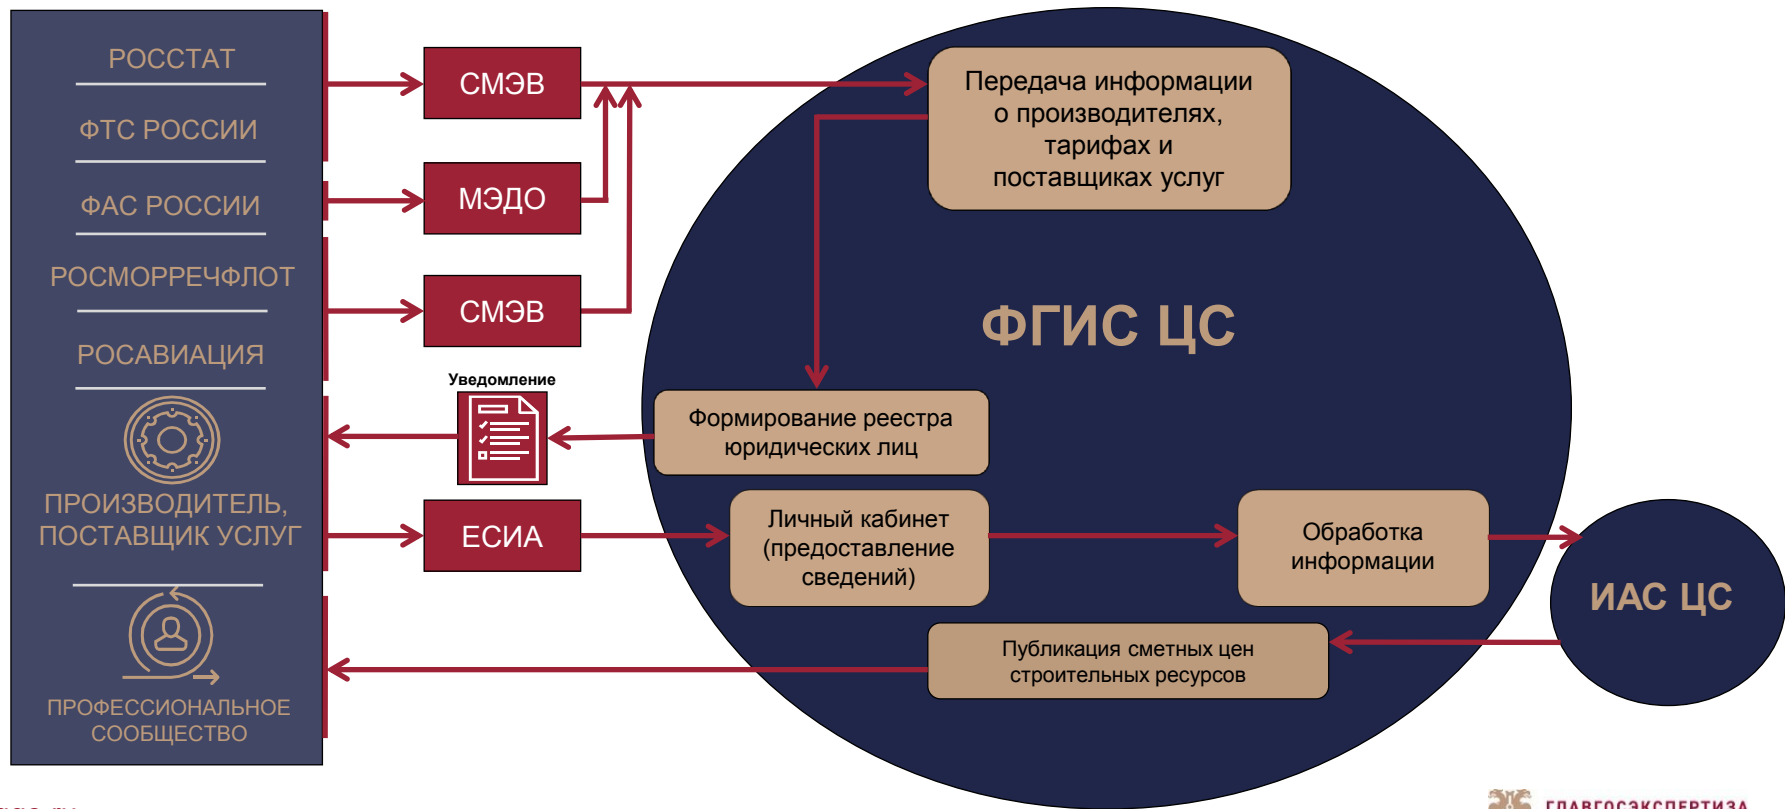 РОССТАТ
ФТС РОССИИ
ФАС РОССИИ
РОСМОРРЕЧФЛОТ
РОСАВИАЦИЯ
ПРОИЗВОДИТЕЛЬ,
ПОСТАВЩИК УСЛУГ
ПРОФЕССИОНАЛЬНОЕ
СООБЩЕСТВО
СМЭВ
МЭДО
СМЭВ
Уведомление
ЕСИА
Передача информации
о производителях,
тарифах и
поставщиках услуг
ФГИС ЦС
Формирование реестра
юридических лиц
Личный кабинет
(предоставление
сведений)
Обработка
информации
ИАС ЦС
Публикация сметных цен
строительных ресурсов
ГЛАВГОСЭКСПЕРТИЗА